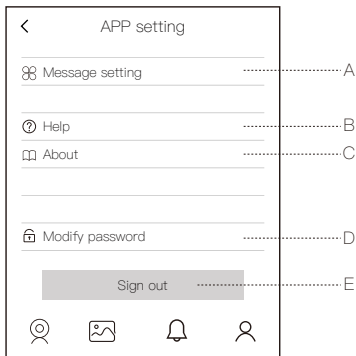 APP setting
Message setting
A
Help
B
About
C
Modify password
D
Sign out
E